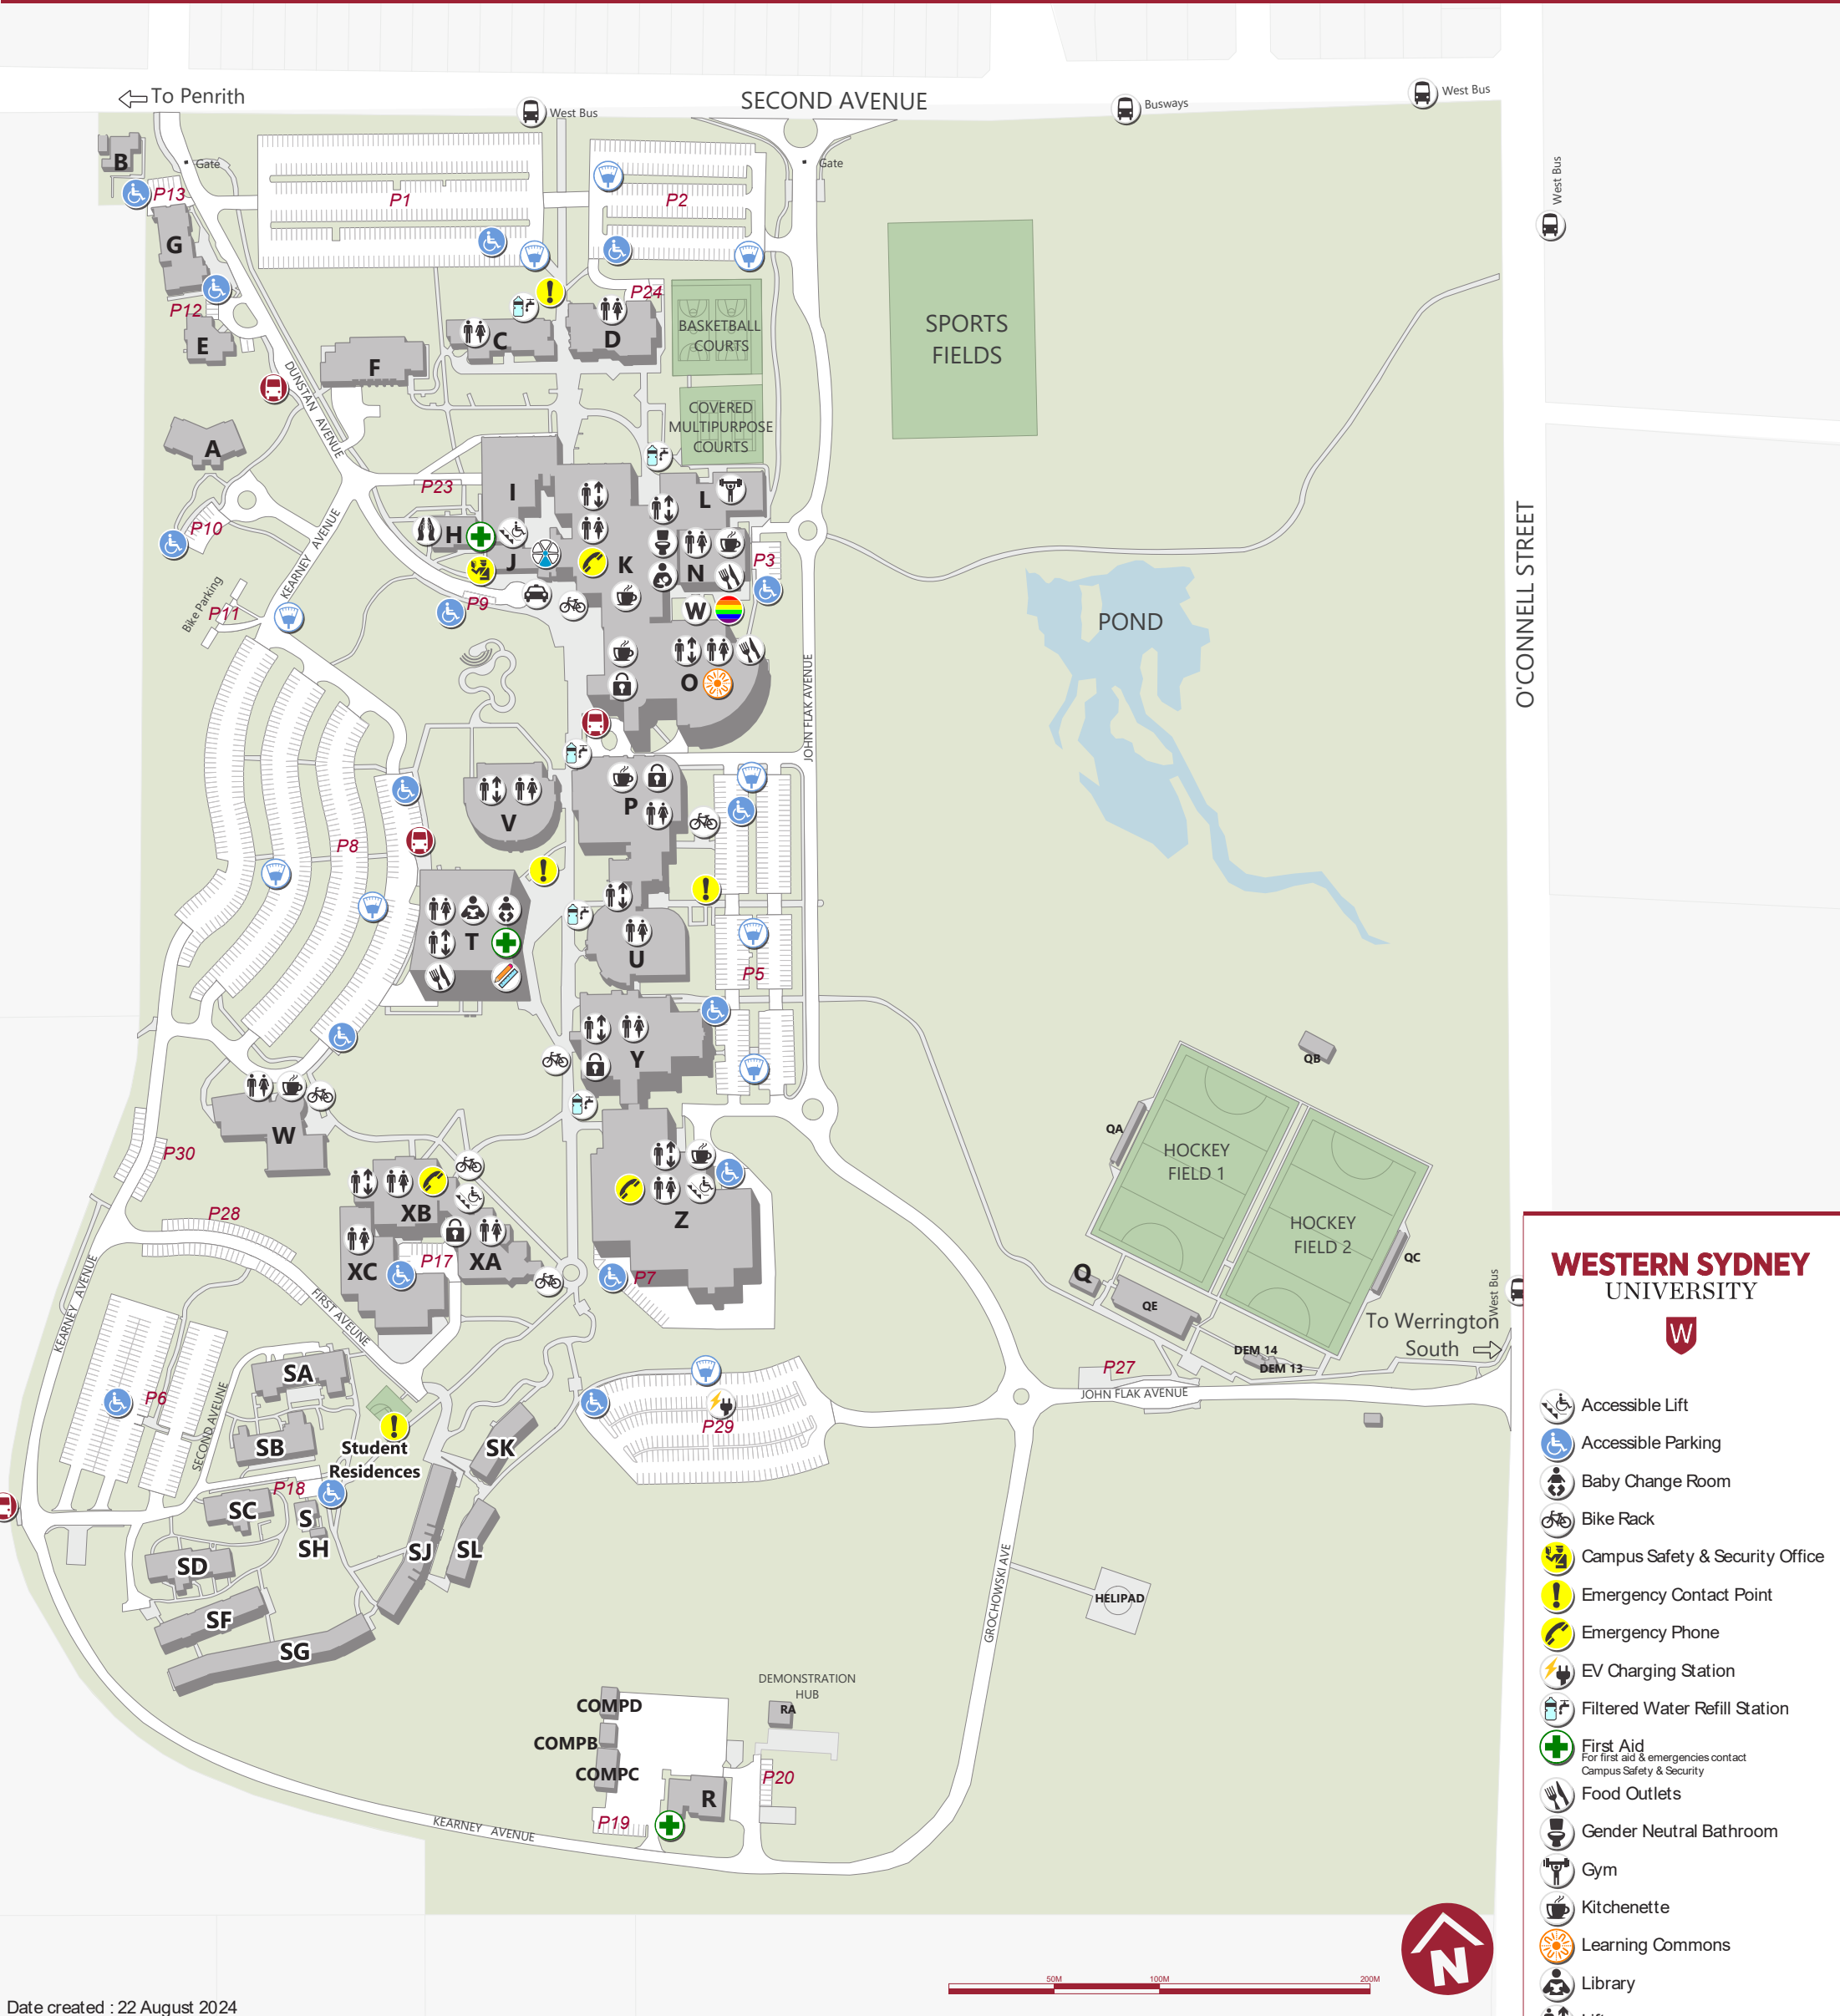 To Penrith
SECOND AVENUE
West Bus
Busways
West Bus
West Bus
B
Gate
Gate
P13
P1
P2
G
P12
P24
E
C
D
F
BASKETBALL
COURTS
SPORTS
FIELDS
DUNSTAN AVENUE
COVERED
MULTIPURPOSE
COURTS
A
P23
I
L
P10
H
J
K
N
P3
KEARNEY AVENUE
Bike Parking
P11
P9
W
O
POND
O'CONNELL STREET
JOHN FLAK AVENUE
V
P
P8
T
U
P5
Y
QB
QA
HOCKEY
FIELD 1
HOCKEY
FIELD 2
QC
W
P30
XB
Z
P28
XC
P17
XA
P7
Q
QE
KEARNEY AVENUE
FIRST AVEUNE
To Werrington
South
West Bus
DEM 14
DEM 13
P27
JOHN FLAK AVENUE
SA
P6
SECOND AVEUNE
SB
Student
Residences
SK
P29
P18
SC
S
SH
SJ
SL
SD
SF
SG
GROCHOWSKI AVE
HELIPAD
DEMONSTRATION
HUB
RA
COMPD
COMPB
COMPC
R
P20
P19
KEARNEY AVENUE
WESTERN SYDNEY
UNIVERSITY
W
Accessible Lift
Accessible Parking
Baby Change Room
Bike Rack
Campus Safety & Security Office
Emergency Contact Point
Emergency Phone
EV Charging Station
Filtered Water Refill Station
First Aid
For first aid & emergencies contact
Campus Safety & Security
Food Outlets
Gender Neutral Bathroom
Gym
Kitchenette
Learning Commons
Library
N
50M
100M
200M
Date created : 22 August 2024